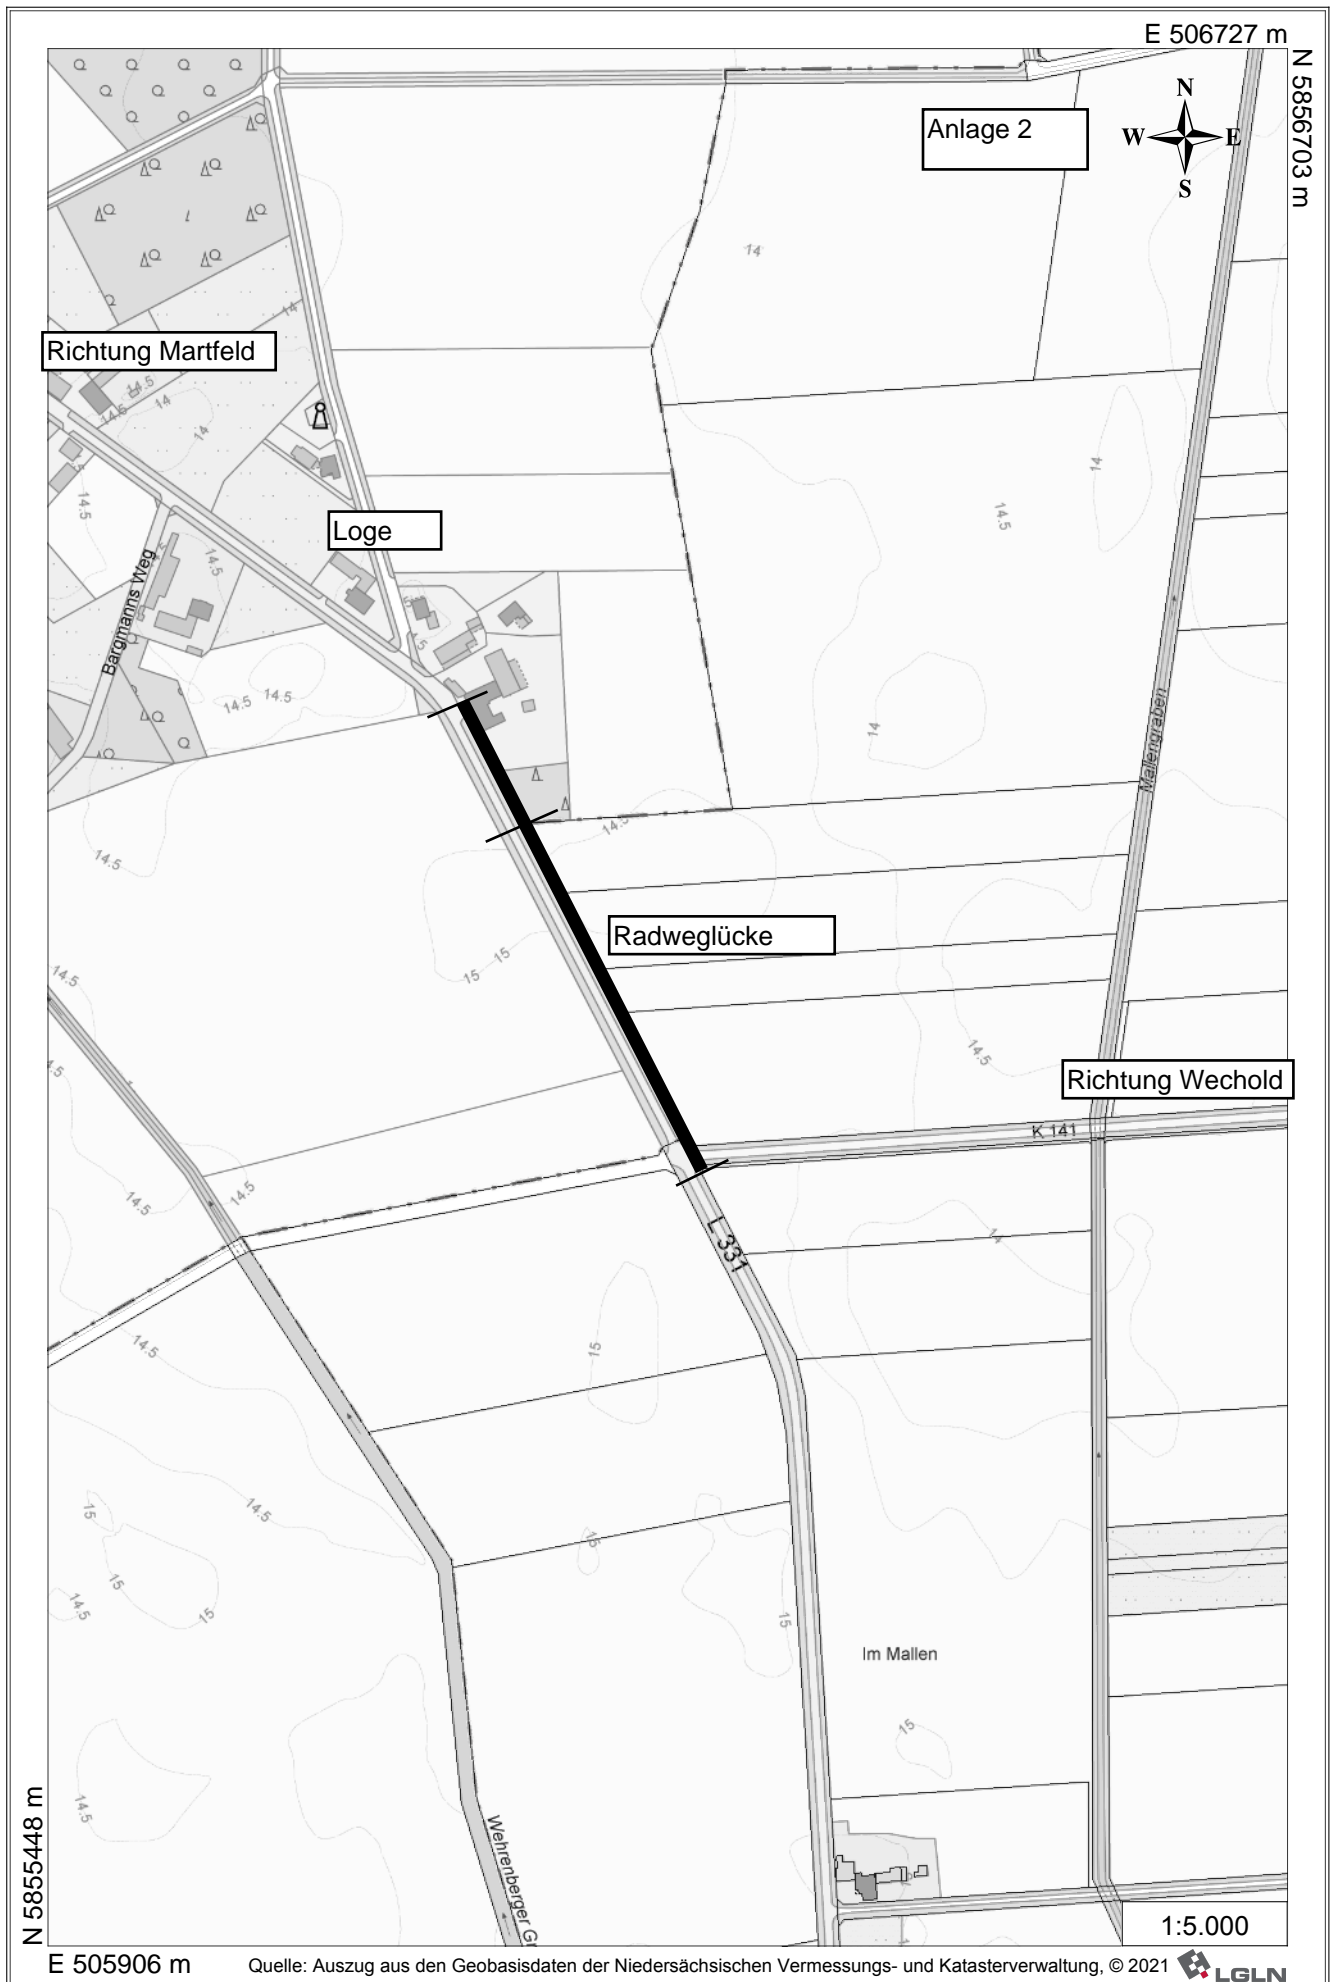 E 506727 m
N 5856703 m
Anlage 2
N
W
E
S
14
14
Richtung Martfeld
14.5
14
14.5
14
14
14.5
14.5
Loge
14.5
Bargmanns Weg
14.5
14.5
14
Mallengraben
14.5
14.5
Radweglücke
15
15
14.5
14.5
4.5
Richtung Wechold
K 141
14.5
14.5
L 331
14
14.5
15
15
14.5
15
15
14.5
15
15
Im Mallen
15
14.5
Wehrenberger Gr
N 5855448 m
1:5.000
E 505906 m
Quelle: Auszug aus den Geobasisdaten der Niedersächsischen Vermessungs- und Katasterverwaltung, © 2021
LGLN